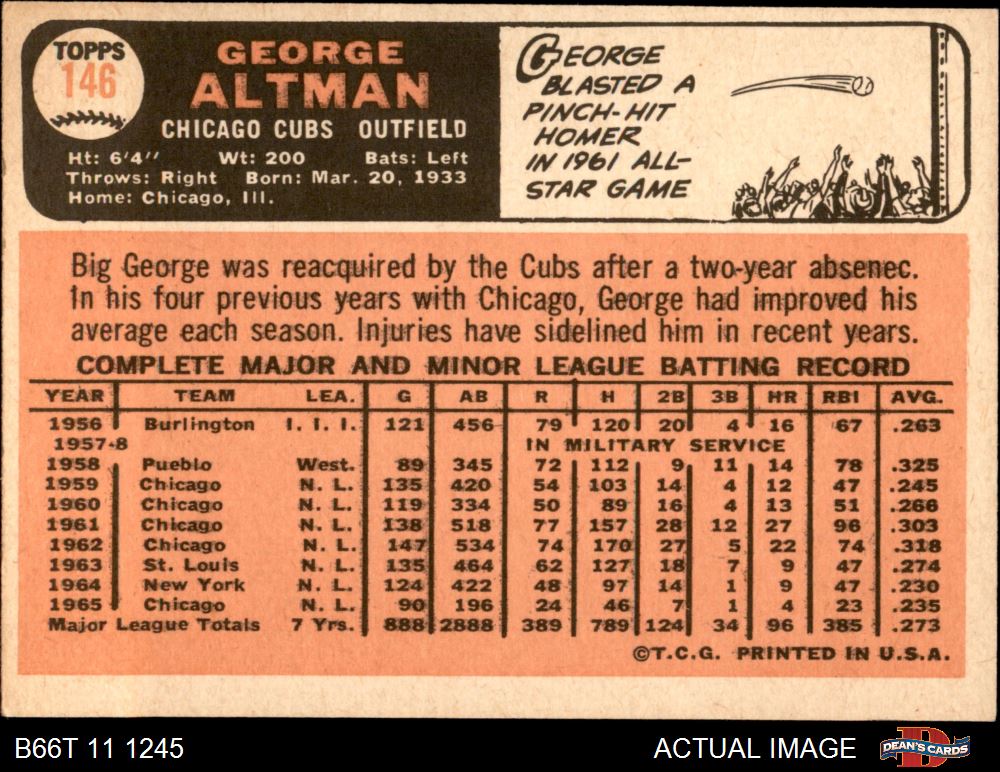 TOPPS
146
GEORGE
ALTMAN
CHICAGO CUBS OUTFIELD
Ht: 6'4" Wt: 200 Bats: Left
Throws: Right Born: Mar. 20, 1933
Home: Chicago, Ill.
GEORGE
BLASTED A
PINCH-HIT
HOMER
IN 1961 ALL-
STAR GAME
Big George was reacquired by the Cubs after a two-year absenec.
In his four previous years with Chicago, George had improved his
average each season. Injuries have sidelined him in recent years.
COMPLETE MAJOR AND MINOR LEAGUE BATTING RECORD
YEAR TEAM LEA. G AB R H 2B 3B HR RBI AVG.
1956 Burlington I. I. I. 121 456 79 120 20 4 16 67 .263
1957-8 IN MILITARY SERVICE
1958 Pueblo West. 89 345 72 112 9 11 14 78 .325
1959 Chicago N. L. 135 420 54 103 14 4 12 47 .245
1960 Chicago N. L. 119 334 50 89 16 4 13 51 .266
1961 Chicago N. L. 138 518 77 157 28 12 27 96 .303
1962 Chicago N. L. 147 534 74 170 27 5 22 74 .318
1963 St. Louis N. L. 135 464 62 127 18 7 9 47 .274
1964 New York N. L. 124 422 48 97 14 1 9 47 .230
1965 Chicago N. L. 90 196 24 46 7 1 4 23 .235
Major League Totals 7 Yrs. 888 2888 389 789 124 34 96 385 .273
©T.C.G. PRINTED IN U.S.A.
B66T 11 1245 ACTUAL IMAGE DEAN'S CARDS